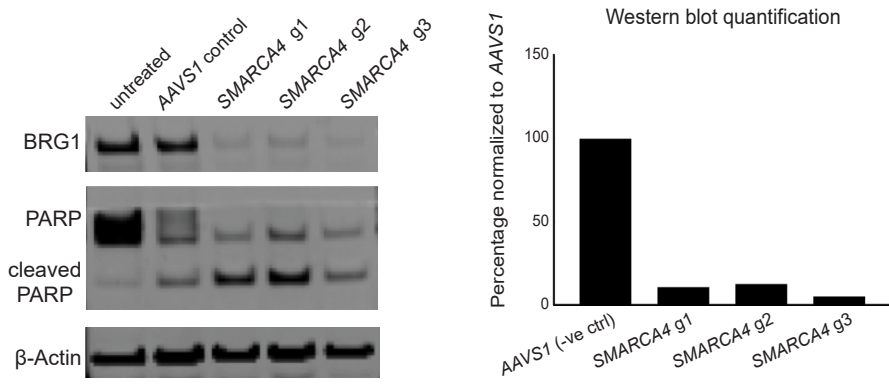 untreated
AAVS1 control
SMARCA4 g1
SMARCA4 g2
SMARCA4 g3
BRG1
PARP
cleaved
PARP
β-Actin
Western blot quantification
Percentage normalized to AAVS1
150
100
50
0
AAVS1 (-ve ctrl)
SMARCA4 g1
SMARCA4 g2
SMARCA4 g3